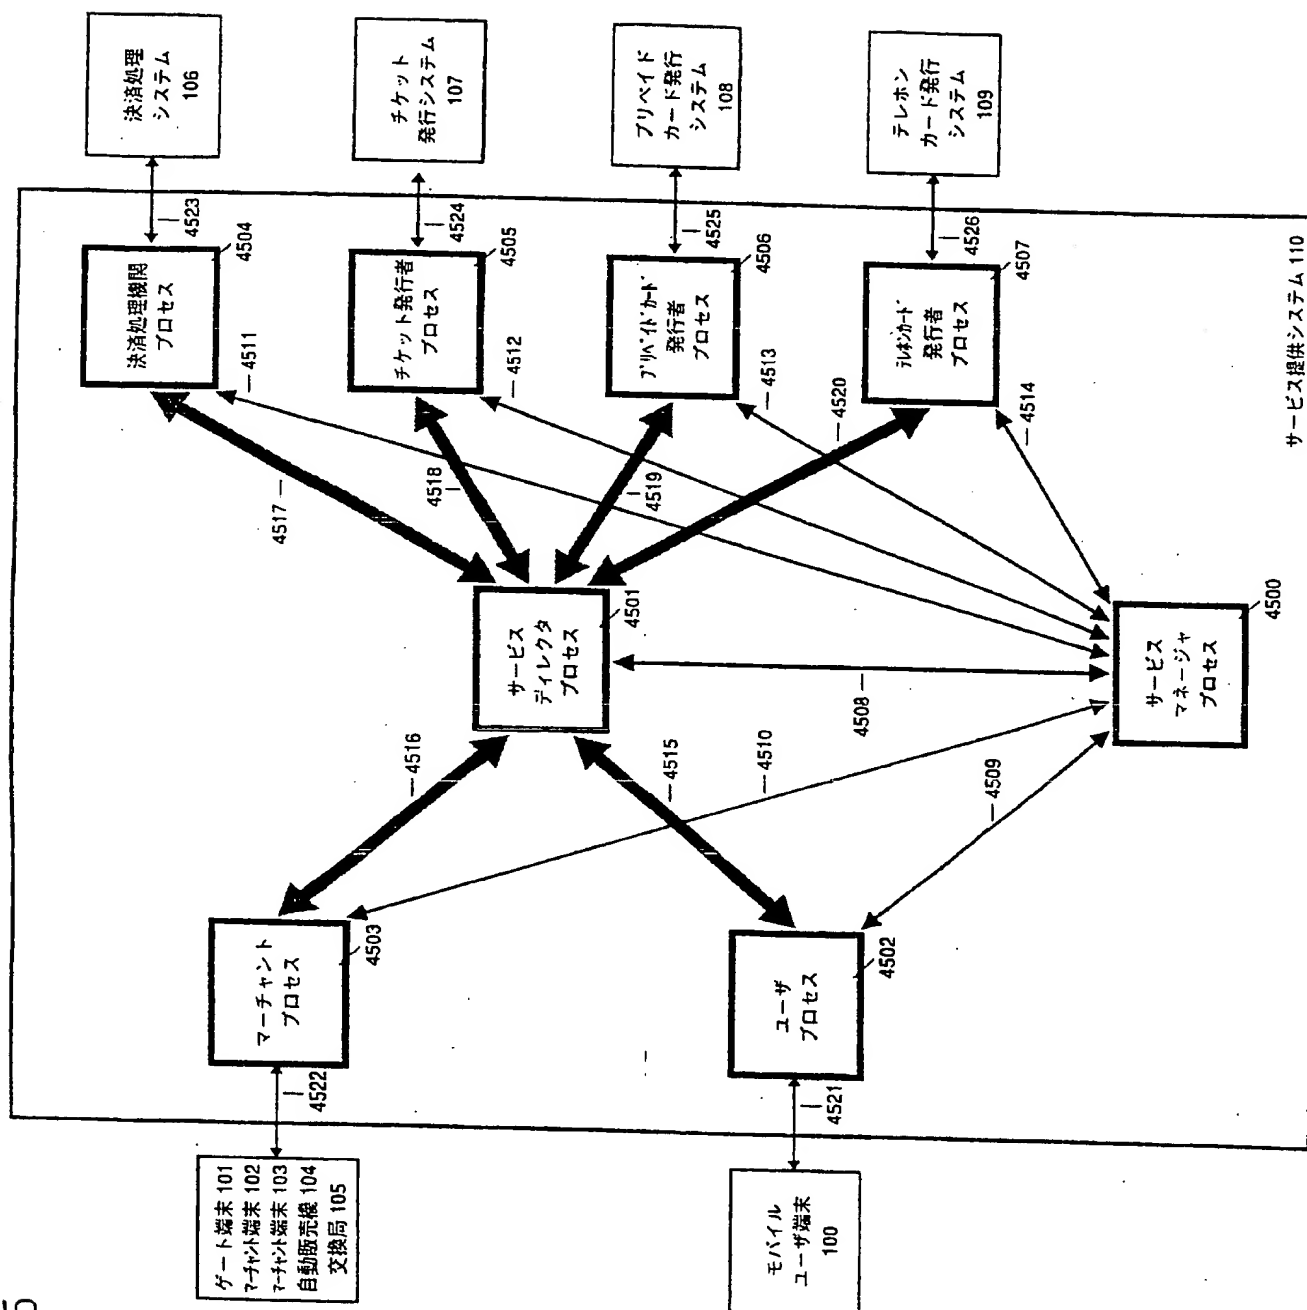 決済処理
システム
106
チケット
発行システム
107
プリペイド
カード発行
システム
108
テレホン
カード発行
システム
109
4523
4524
4525
4526
決済処理機関
プロセス
4504
チケット発行者
プロセス
4505
プリペイドカード
発行者
プロセス
4506
テレホンカード
発行者
プロセス
4507
4511
4512
4513
4514
4517
4518
4519
4520
サービス
ディレクタ
プロセス
4501
4508
サービス
マネージャ
プロセス
4500
4516
4515
4510
4509
マーチャント
プロセス
4503
ユーザ
プロセス
4502
4522
4521
ゲート端末 101
マーチャント端末 102
マーチャント端末 103
自動販売機 104
交換局 105
モバイル
ユーザ端末
100
サービス提供システム 110
5